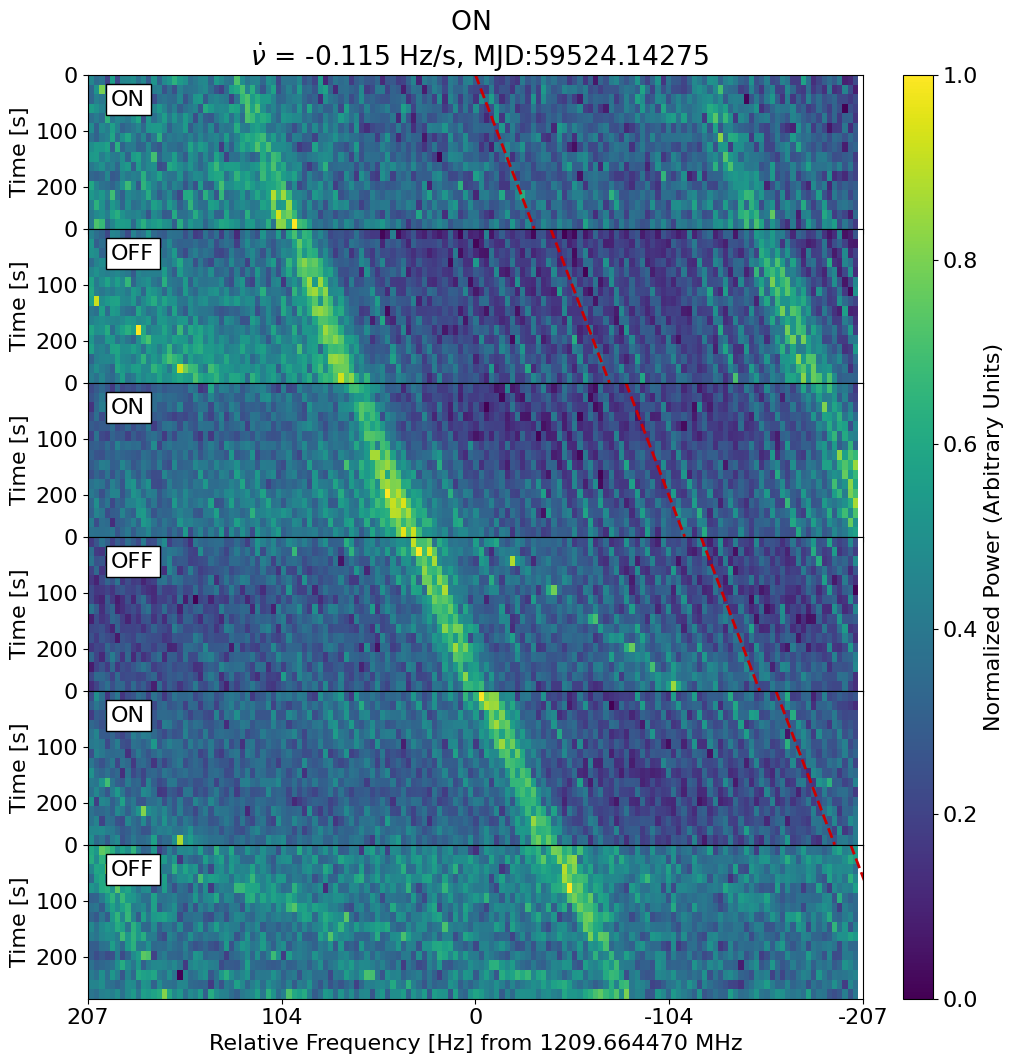 ON
ν̇ = -0.115 Hz/s, MJD:59524.14275
0
ON
100
200
Time [s]
0
OFF
100
200
Time [s]
0
ON
100
200
Time [s]
0
OFF
100
200
Time [s]
0
ON
100
200
Time [s]
0
OFF
100
200
Time [s]
207 104 0 -104 -207
Relative Frequency [Hz] from 1209.664470 MHz
1.0
0.8
0.6
0.4
0.2
0.0
Normalized Power (Arbitrary Units)